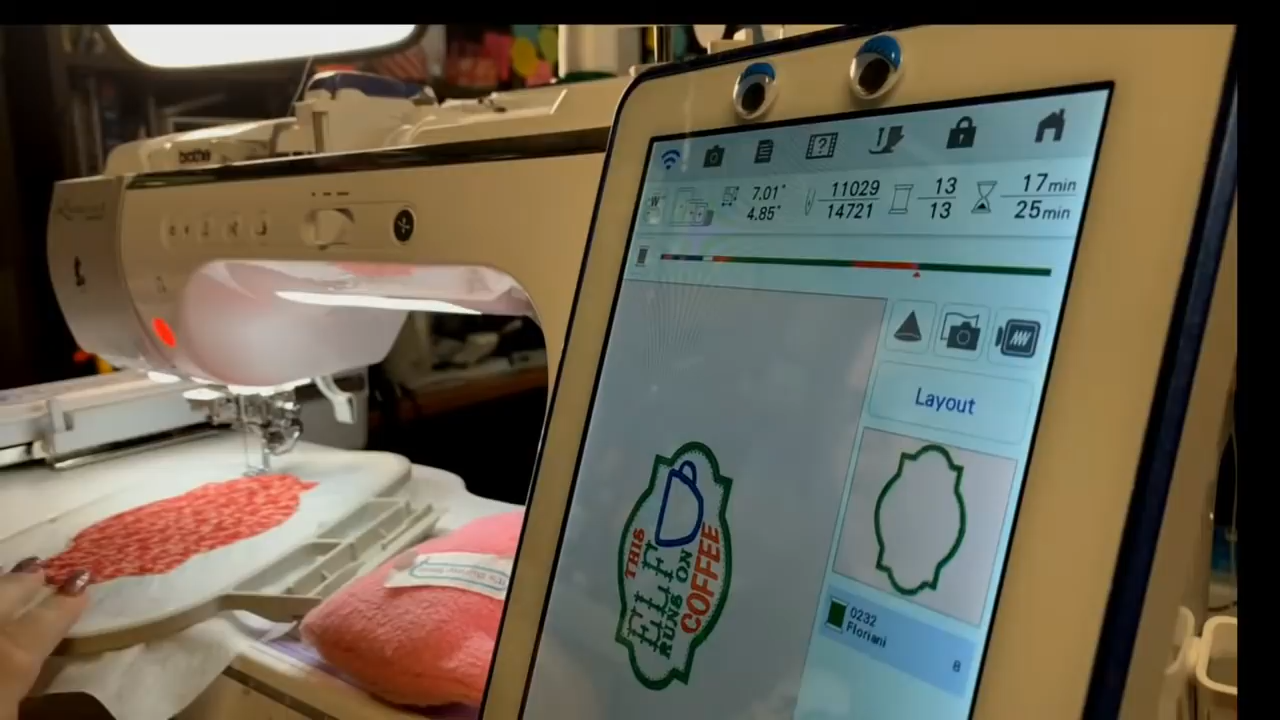 brother
7.01"
4.85"
11029
14721
13
13
17min
25min
Layout
THIS
ELF
RUNS ON
COFFEE
0232
Floriani
8